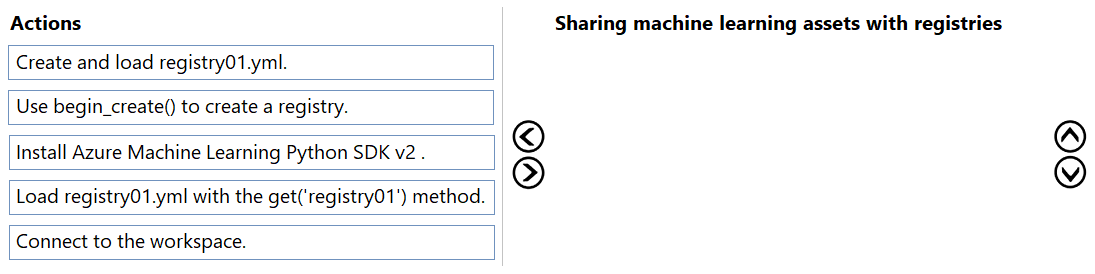 Actions
Sharing machine learning assets with registries
Create and load registry01.yml.
Use begin_create() to create a registry.
Install Azure Machine Learning Python SDK v2 .
Load registry01.yml with the get('registry01') method.
Connect to the workspace.